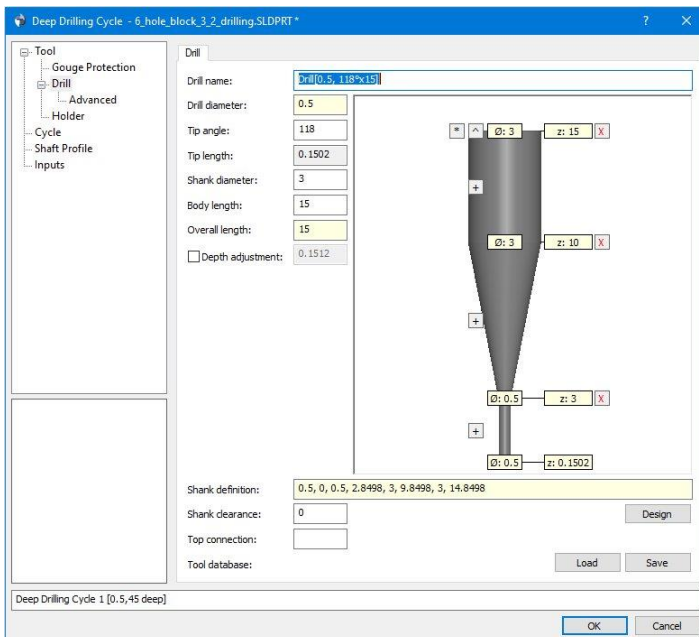 Deep Drilling Cycle - 6_hole_block_3_2_drilling.SLDPRT *
? X
Tool
Gouge Protection
Drill
Advanced
Holder
Cycle
Shaft Profile
Inputs
Drill
Drill name: Drill[0.5, 118°x15]
Drill diameter: 0.5
Tip angle: 118
Tip length: 0.1502
Shank diameter: 3
Body length: 15
Overall length: 15
Depth adjustment: 0.1512
* ^ Ø: 3 z: 15 X
+
Ø: 3 z: 10 X
+
Ø: 0.5 z: 3 X
+
Ø: 0.5 z: 0.1502
Shank definition: 0.5, 0, 0.5, 2.8498, 3, 9.8498, 3, 14.8498
Shank clearance: 0
Design
Top connection:
Tool database:
Load Save
Deep Drilling Cycle 1 [0.5,45 deep]
OK Cancel